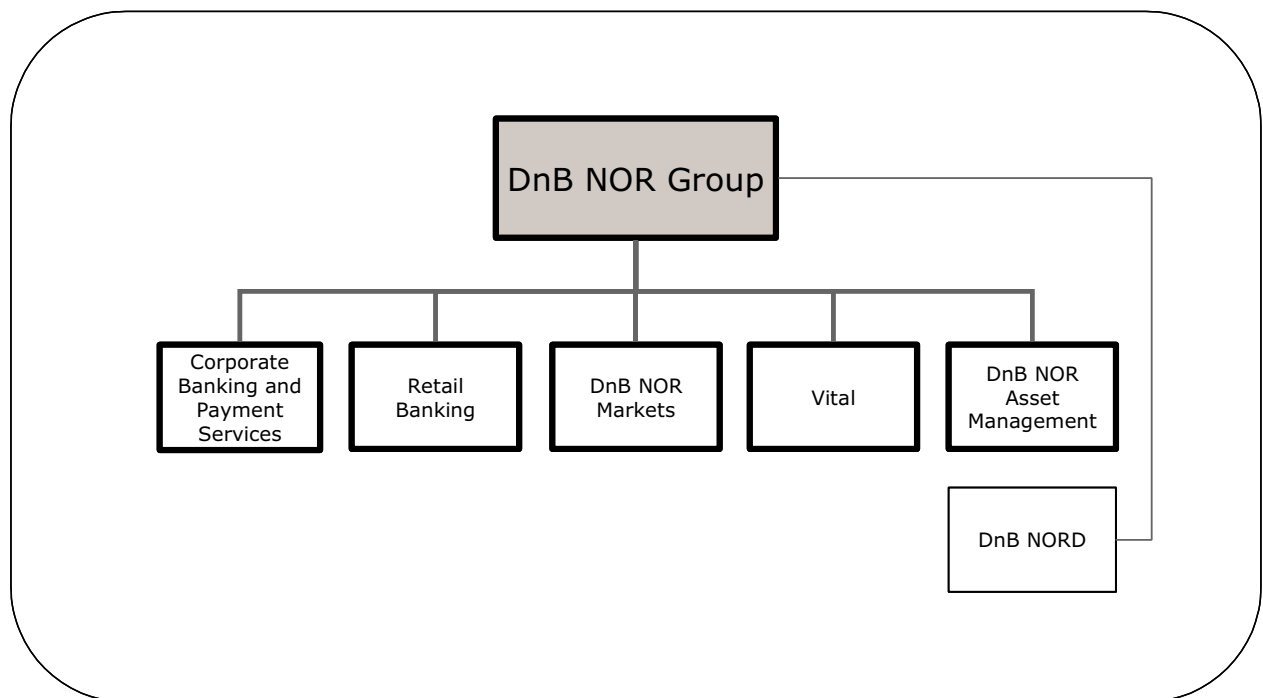 DnB NOR Group
Corporate
Banking and
Payment
Services
Retail
Banking
DnB NOR
Markets
Vital
DnB NOR
Asset
Management
DnB NORD